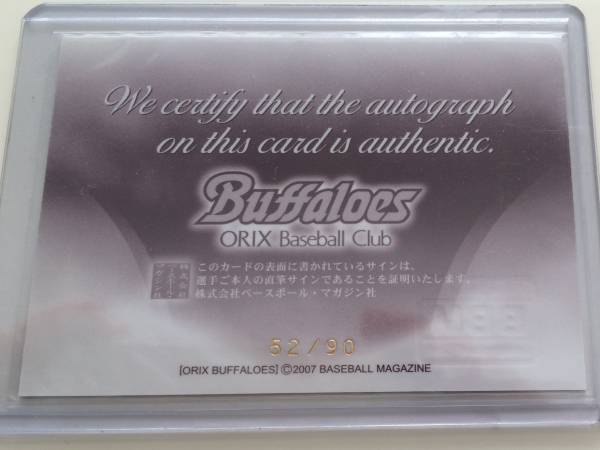 We certify that the autograph
on this card is authentic.
Buffaloes
ORIX Baseball Club
このカードの表面に書かれているサインは、
選手ご本人の直筆サインであることを証明いたします。
株式会社ベースボール・マガジン社
52/90
[ORIX BUFFALOES] ©2007 BASEBALL MAGAZINE